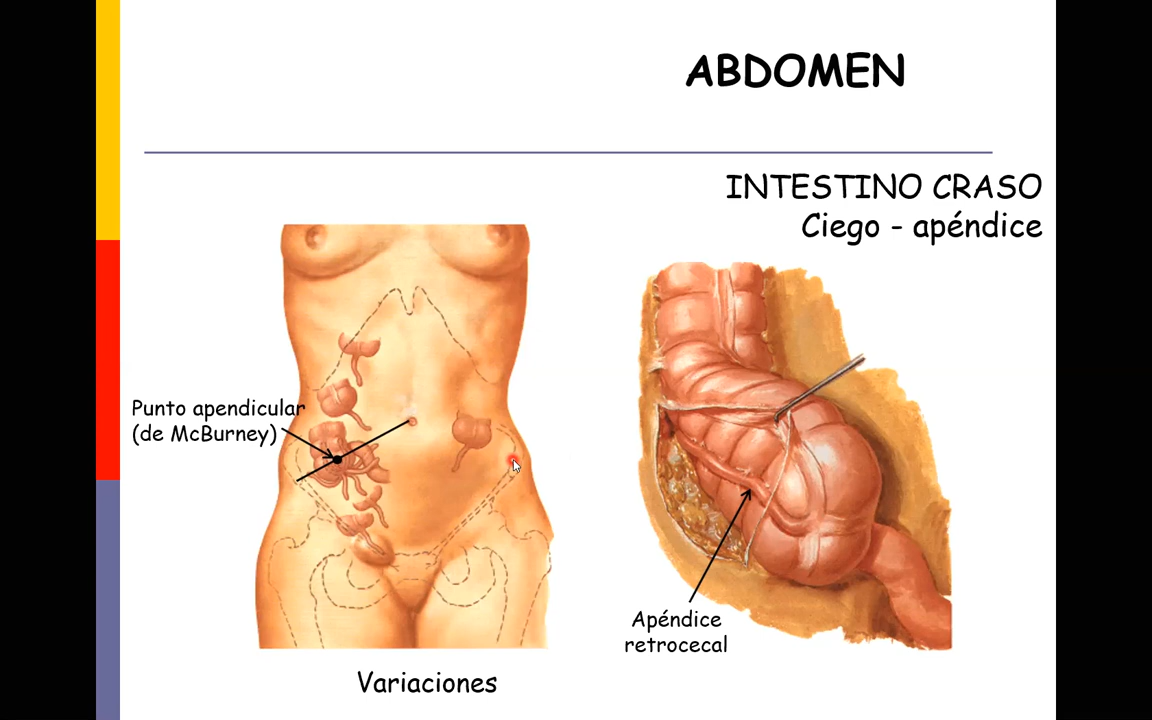 ABDOMEN
INTESTINO CRASO
Ciego - apéndice
Punto apendicular
(de McBurney)
Apéndice
retrocecal
Variaciones